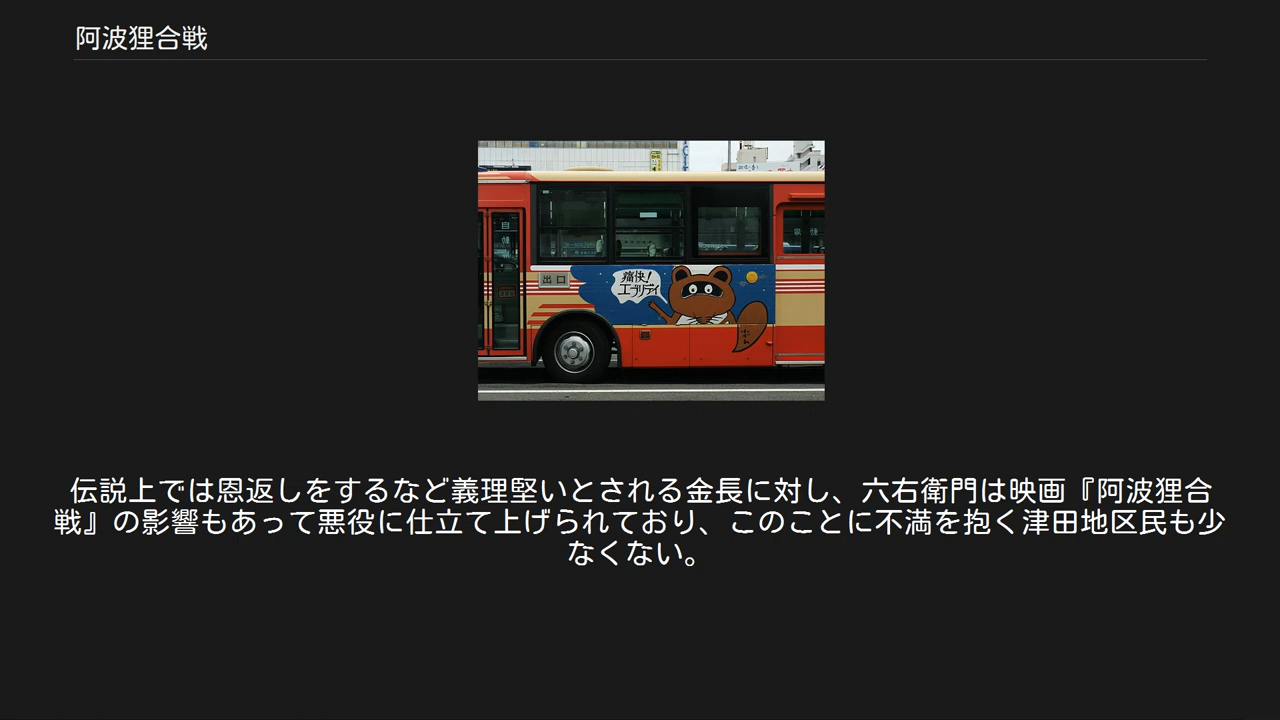 阿波狸合戦
自
出口
痛快!
エブリディ
伝説上では恩返しをするなど義理堅いとされる金長に対し、六右衛門は映画『阿波狸合
戦』の影響もあって悪役に仕立て上げられており、このことに不満を抱く津田地区民も少
なくない。